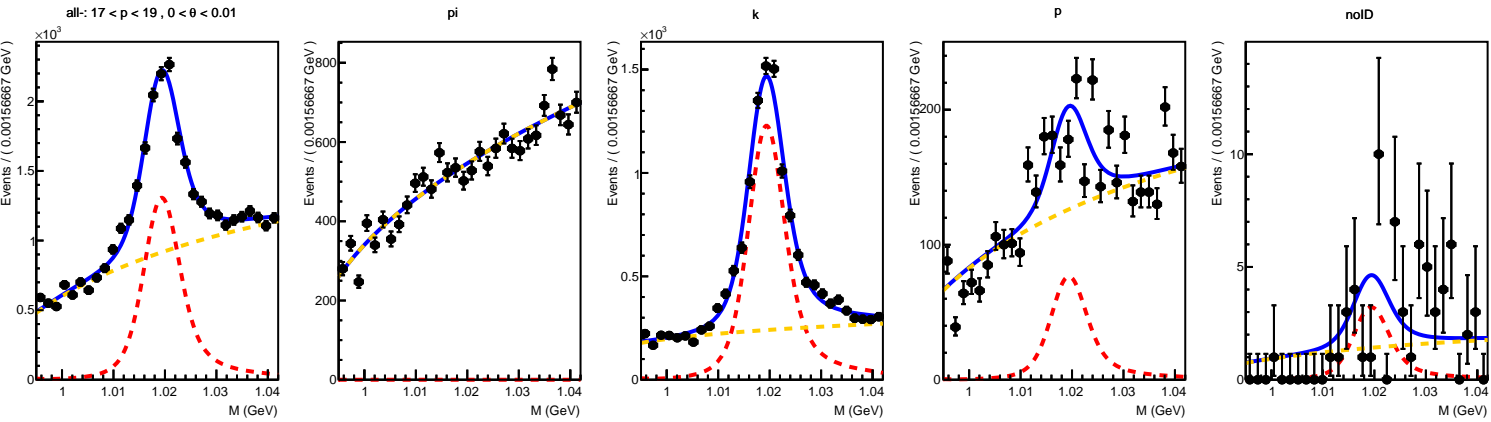 all-: 17 < p < 19 , 0 < θ < 0.01
×10³
Events / ( 0.00156667 GeV )
2
1.5
1
0.5
0
1 1.01 1.02 1.03 1.04
M (GeV)
pi
Events / ( 0.00156667 GeV )
800
600
400
200
0
1 1.01 1.02 1.03 1.04
M (GeV)
k
×10³
Events / ( 0.00156667 GeV )
1.5
1
0.5
0
1 1.01 1.02 1.03 1.04
M (GeV)
p
Events / ( 0.00156667 GeV )
200
100
0
1 1.01 1.02 1.03 1.04
M (GeV)
noID
Events / ( 0.00156667 GeV )
10
5
0
1 1.01 1.02 1.03 1.04
M (GeV)